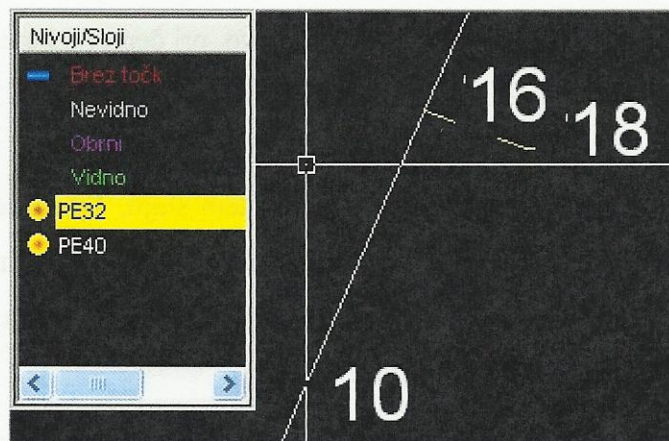 Nivoji/Sloji
Brez točk
Nevidno
Obrni
Vidno
PE32
PE40
16
18
10